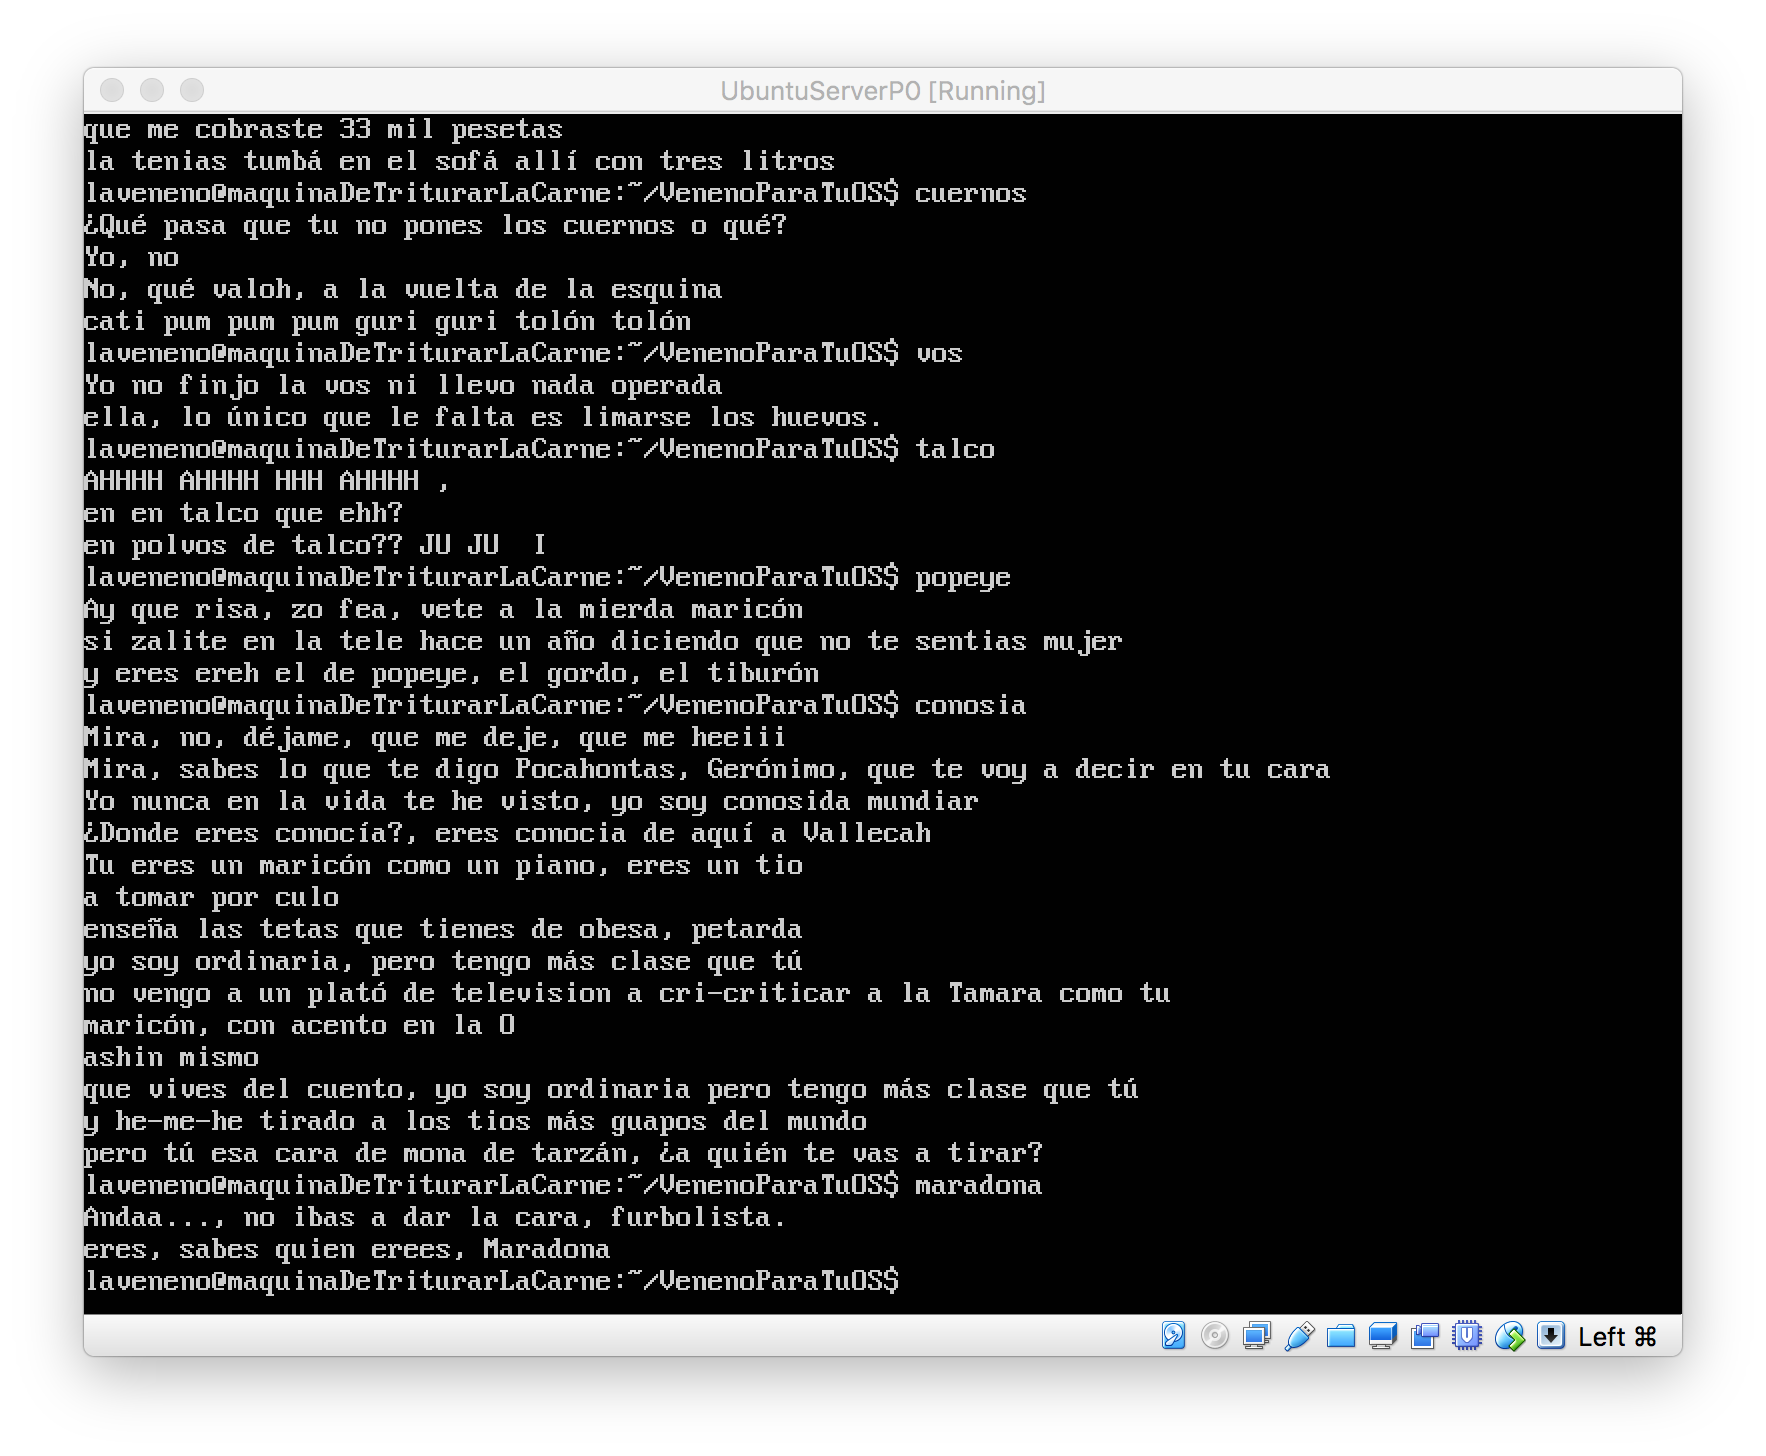 UbuntuServerP0 [Running]
que me cobraste 33 mil pesetas
la tenias tumbá en el sofá allí con tres litros
laveneno@maquinaDeTriturarLaCarne:~/VenenoParaTuOS$ cuernos
¿Qué pasa que tu no pones los cuernos o qué?
Yo, no
No, qué valoh, a la vuelta de la esquina
cati pum pum pum guri guri tolón tolón
laveneno@maquinaDeTriturarLaCarne:~/VenenoParaTuOS$ vos
Yo no finjo la vos ni llevo nada operada
ella, lo único que le falta es limarse los huevos.
laveneno@maquinaDeTriturarLaCarne:~/VenenoParaTuOS$ talco
AHHHH AHHHH HHH AHHHH ,
en en talco que ehh?
en polvos de talco?? JU JU  I
laveneno@maquinaDeTriturarLaCarne:~/VenenoParaTuOS$ popeye
Ay que risa, zo fea, vete a la mierda maricón
si zalite en la tele hace un año diciendo que no te sentias mujer
y eres ereh el de popeye, el gordo, el tiburón
laveneno@maquinaDeTriturarLaCarne:~/VenenoParaTuOS$ conosia
Mira, no, déjame, que me deje, que me heeiii
Mira, sabes lo que te digo Pocahontas, Gerónimo, que te voy a decir en tu cara
Yo nunca en la vida te he visto, yo soy conosida mundiar
¿Donde eres conocía?, eres conocia de aquí a Vallecah
Tu eres un maricón como un piano, eres un tio
a tomar por culo
enseña las tetas que tienes de obesa, petarda
yo soy ordinaria, pero tengo más clase que tú
no vengo a un plató de television a cri-criticar a la Tamara como tu
maricón, con acento en la O
ashin mismo
que vives del cuento, yo soy ordinaria pero tengo más clase que tú
y he-me-he tirado a los tios más guapos del mundo
pero tú esa cara de mona de tarzán, ¿a quién te vas a tirar?
laveneno@maquinaDeTriturarLaCarne:~/VenenoParaTuOS$ maradona
Andaa..., no ibas a dar la cara, furbolista.
eres, sabes quien erees, Maradona
laveneno@maquinaDeTriturarLaCarne:~/VenenoParaTuOS$
Left ⌘